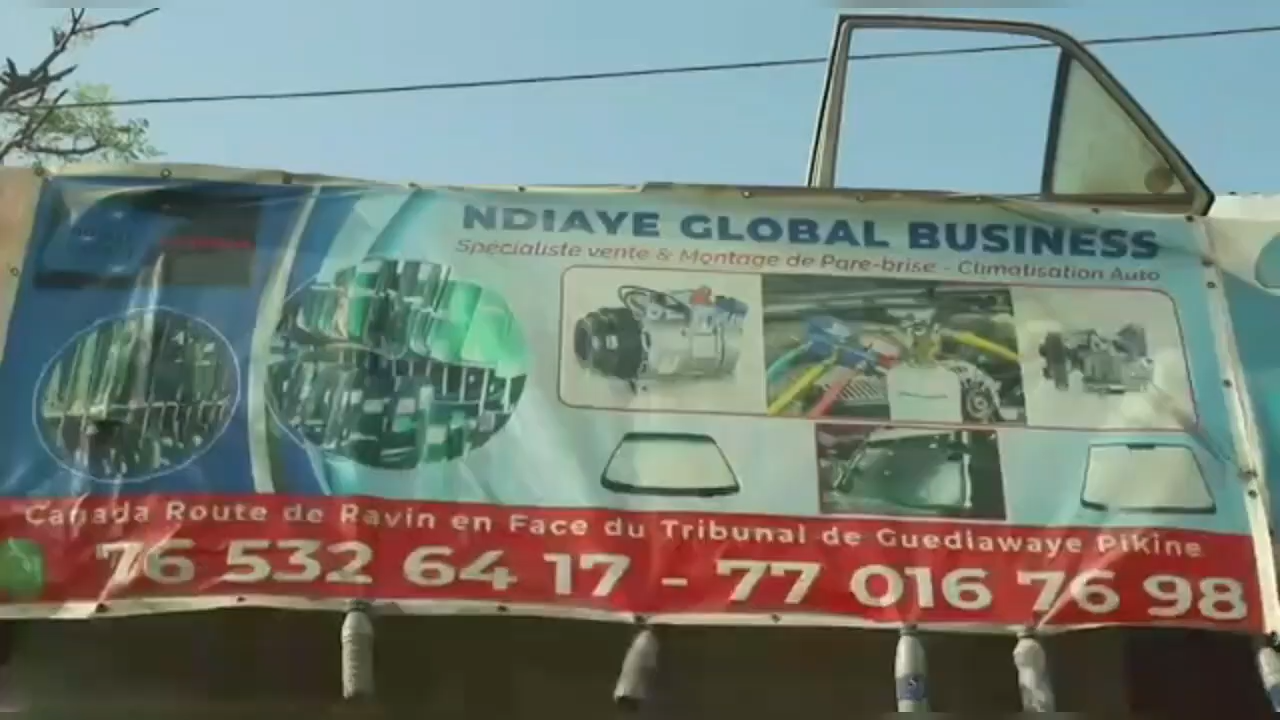 NDIAYE GLOBAL BUSINESS
Specialiste vente & Montage de Pare-brise - Climatisation Auto
Canada Route de Ravin en Face du Tribunal de Guediawaye Pikine
76 532 64 17 - 77 016 76 98